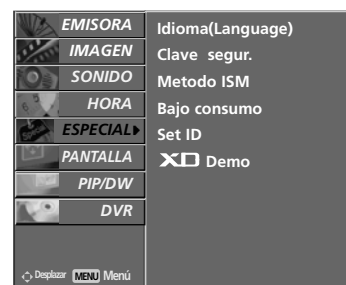 EMISORA
IMAGEN
SONIDO
HORA
ESPECIAL
PANTALLA
PIP/DW
DVR
Desplazar MENU Menú
Idioma(Language)
Clave segur.
Metodo ISM
Bajo consumo
Set ID
XD Demo